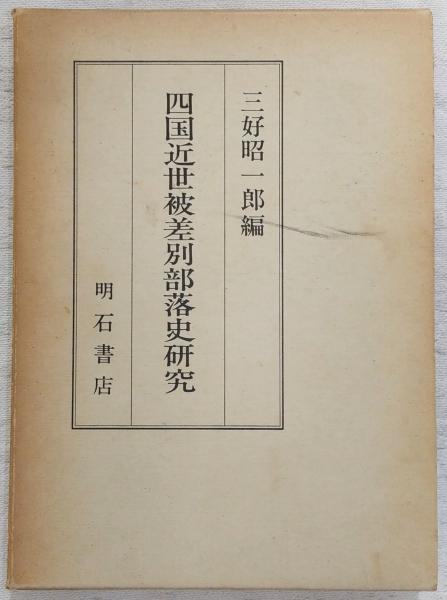 三好昭一郎編
四国近世被差別部落史研究
明石書店